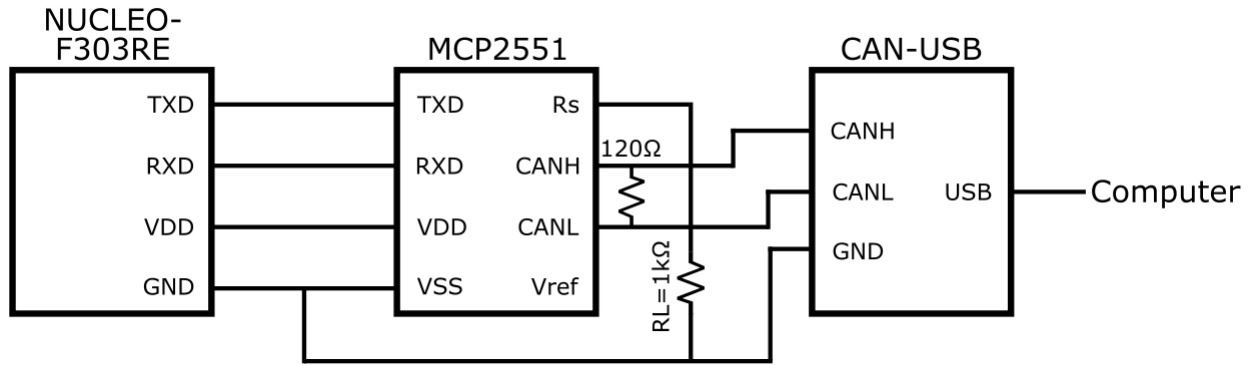 NUCLEO-
F303RE
TXD
RXD
VDD
GND
MCP2551
TXD
RXD
VDD
VSS
Rs
CANH
CANL
Vref
120Ω
RL=1kΩ
CAN-USB
CANH
CANL
GND
USB
Computer